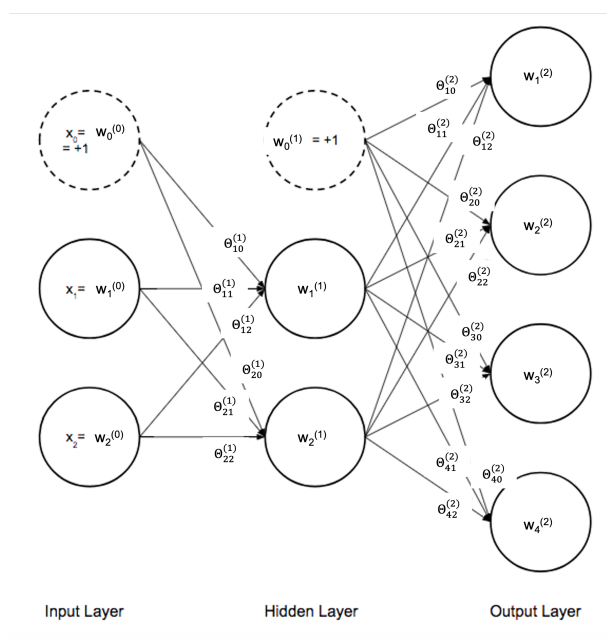 x₀= w₀⁽⁰⁾
= +1
w₀⁽¹⁾ = +1
x₁= w₁⁽⁰⁾
w₁⁽¹⁾
x₂= w₂⁽⁰⁾
w₂⁽¹⁾
w₁⁽²⁾
w₂⁽²⁾
w₃⁽²⁾
w₄⁽²⁾
Θ₁₀⁽¹⁾
Θ₁₁⁽¹⁾
Θ₁₂⁽¹⁾
Θ₂₀⁽¹⁾
Θ₂₁⁽¹⁾
Θ₂₂⁽¹⁾
Θ₁₀⁽²⁾
Θ₁₁⁽²⁾
Θ₁₂⁽²⁾
Θ₂₀⁽²⁾
Θ₂₁⁽²⁾
Θ₂₂⁽²⁾
Θ₃₀⁽²⁾
Θ₃₁⁽²⁾
Θ₃₂⁽²⁾
Θ₄₁⁽²⁾
Θ₄₀⁽²⁾
Θ₄₂⁽²⁾
Input Layer
Hidden Layer
Output Layer